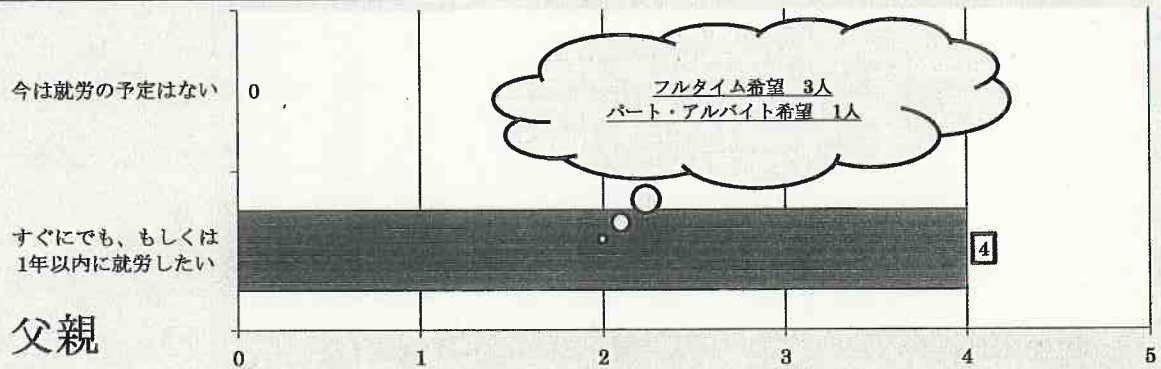 今は就労の予定はない 0
フルタイム希望 3人
パート・アルバイト希望 1人
すぐにでも、もしくは
1年以内に就労したい
4
父親
0 1 2 3 4 5